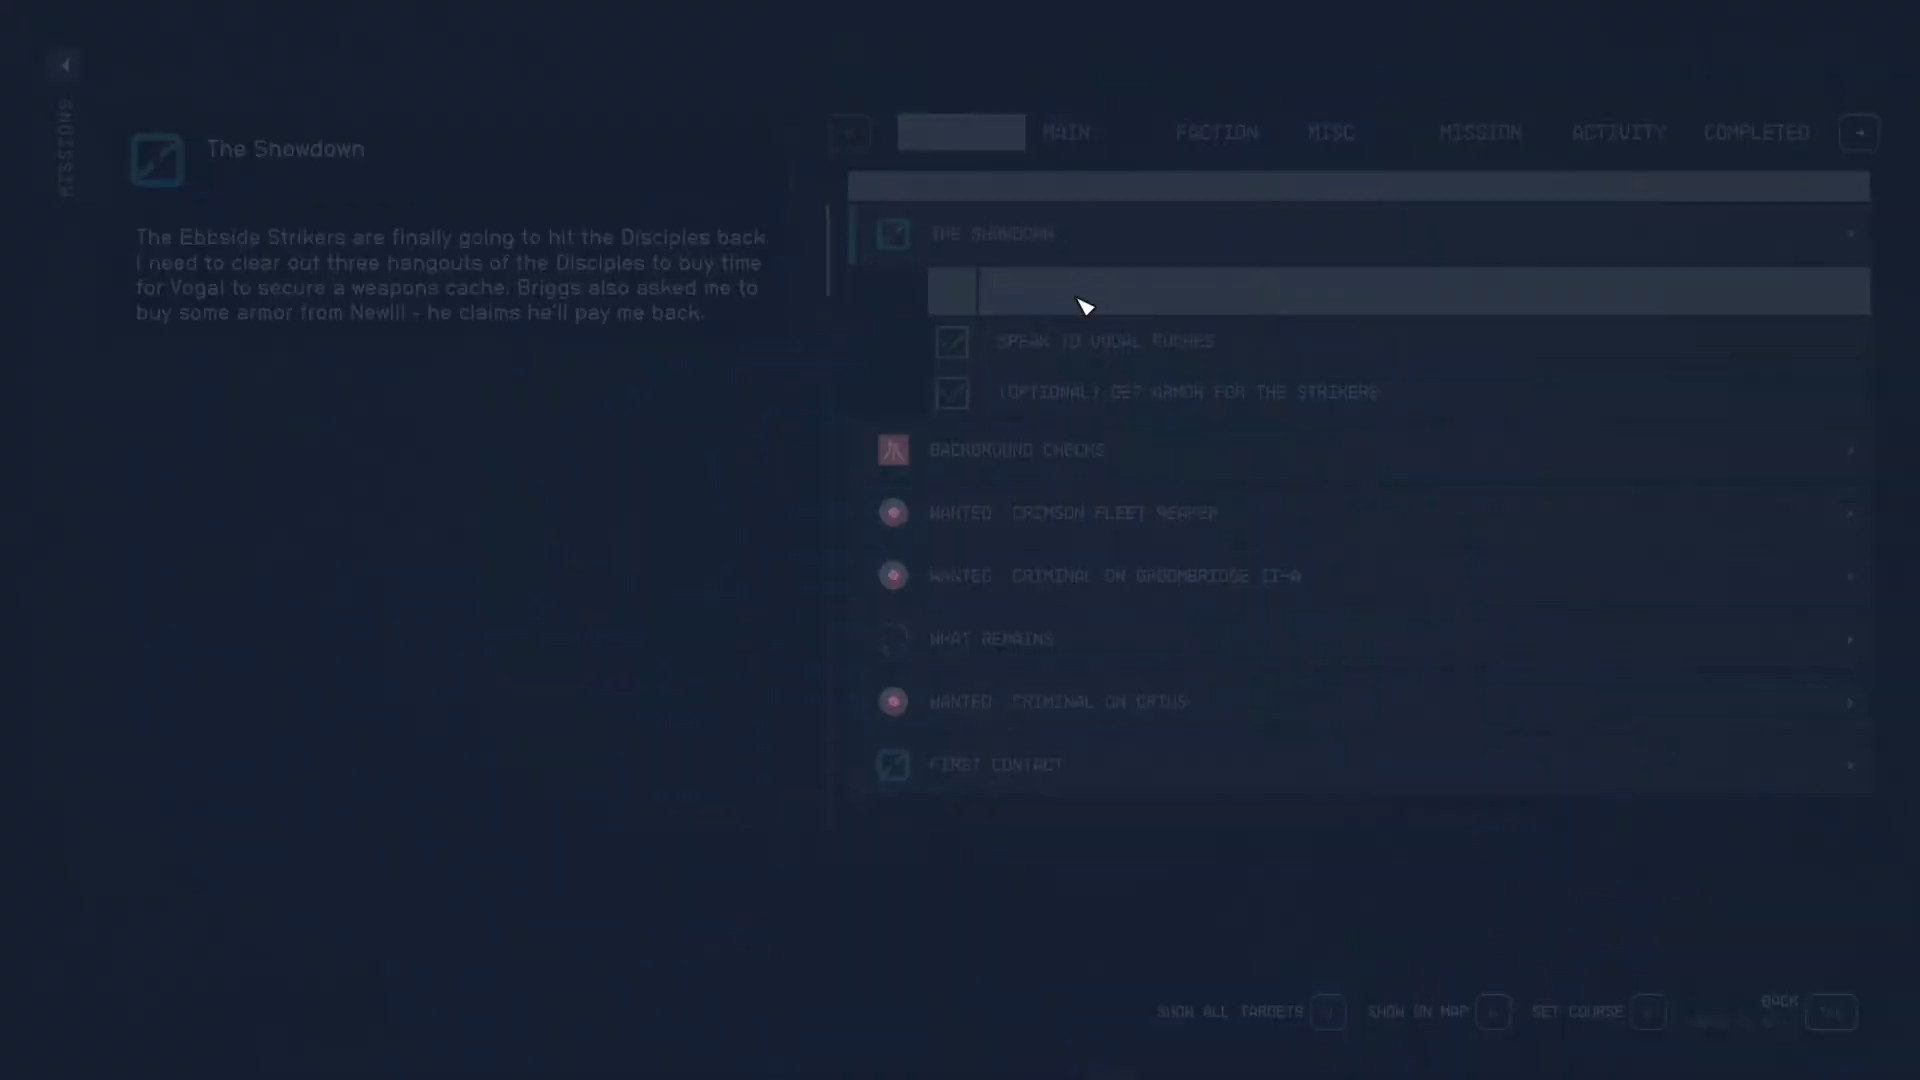 MISSIONS
The Showdown
The Ebbside Strikers are finally going to hit the Disciples back.
I need to clear out three hangouts of the Disciples to buy time
for Vogal to secure a weapons cache. Briggs also asked me to
buy some armor from Newill - he claims he'll pay me back.
MAIN FACTION MISC MISSION ACTIVITY COMPLETED
THE SHOWDOWN
SPEAK TO VOGAL FUGHES
(OPTIONAL) GET ARMOR FOR THE STRIKERS
BACKGROUND CHECKS
WANTED CRIMSON FLEET REAPER
WANTED CRIMINAL ON GROOMBRIDGE II-A
WHAT REMAINS
WANTED CRIMINAL ON
FIRST CONTACT
SHOW ALL TARGETS SHOW ON MAP SET COURSE BACK